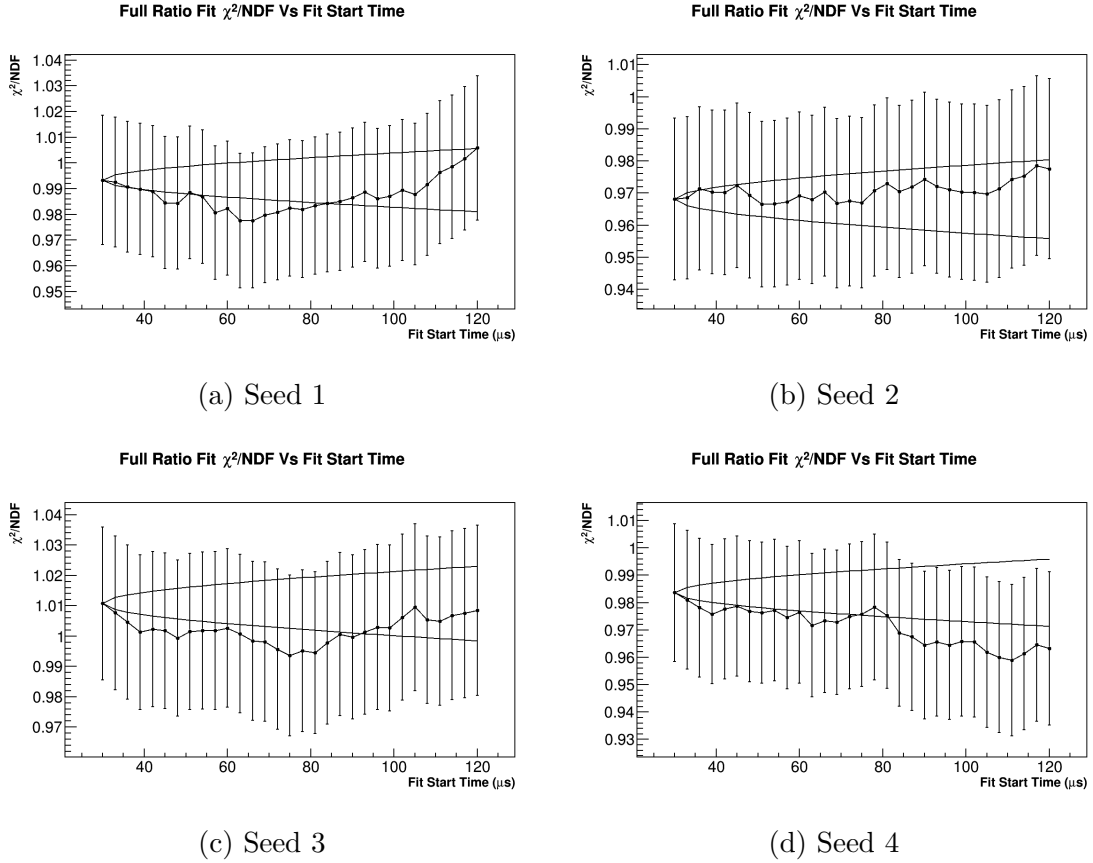 Full Ratio Fit χ²/NDF Vs Fit Start Time
χ²/NDF
1.04
1.03
1.02
1.01
1
0.99
0.98
0.97
0.96
0.95
40 60 80 100 120
Fit Start Time (μs)
(a) Seed 1
Full Ratio Fit χ²/NDF Vs Fit Start Time
χ²/NDF
1.01
1
0.99
0.98
0.97
0.96
0.95
0.94
40 60 80 100 120
Fit Start Time (μs)
(b) Seed 2
Full Ratio Fit χ²/NDF Vs Fit Start Time
χ²/NDF
1.04
1.03
1.02
1.01
1
0.99
0.98
0.97
40 60 80 100 120
Fit Start Time (μs)
(c) Seed 3
Full Ratio Fit χ²/NDF Vs Fit Start Time
χ²/NDF
1.01
1
0.99
0.98
0.97
0.96
0.95
0.94
0.93
40 60 80 100 120
Fit Start Time (μs)
(d) Seed 4